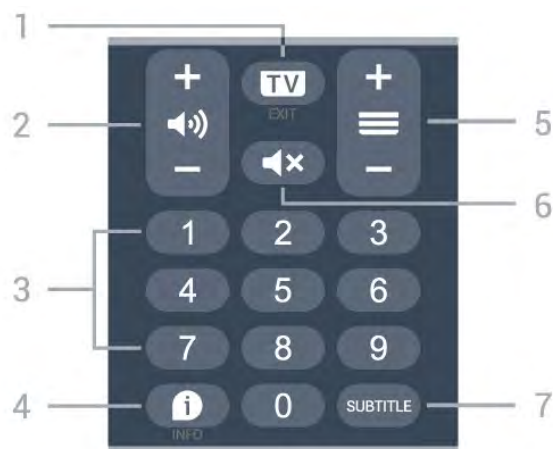 1
+ TV +
EXIT
2 5
- -
6
1 2 3
3
4 5 6
7 8 9
4 i 0 SUBTITLE 7
INFO